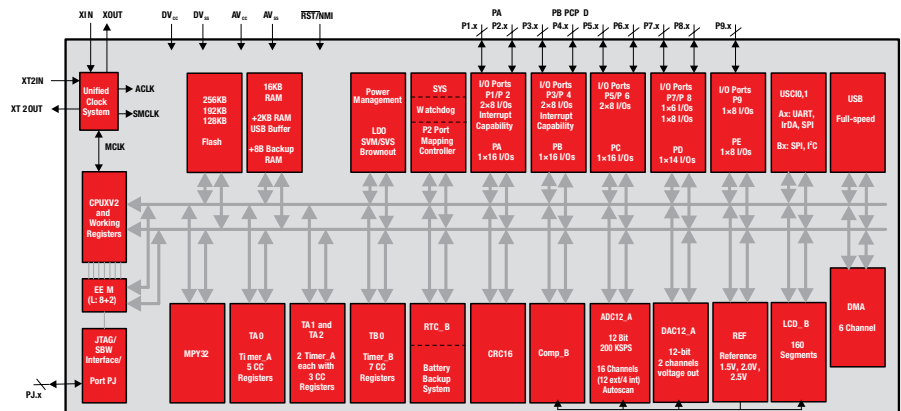 XIN XOUT DVcc DVss AVcc AVss RST/NMI PA PB PCP D
P1.x P2.x P3.x P4.x P5.x P6.x P7.x P8.x P9.x
XT2IN
XT 2OUT
Unified
Clock
System
ACLK
SMCLK
MCLK
256KB
192KB
128KB
Flash
16KB
RAM
+2KB RAM
USB Buffer
+8B Backup
RAM
Power
Management
LDO
SVM/SVS
Brownout
SYS
Watchdog
P2 Port
Mapping
Controller
I/O Ports
P1/P 2
2×8 I/Os
Interrupt
Capability
PA
1×16 I/Os
I/O Ports
P3/P 4
2×8 I/Os
Interrupt
Capability
PB
1×16 I/Os
I/O Ports
P5/P 6
2×8 I/Os
PC
1×16 I/Os
I/O Ports
P7/P 8
1×6 I/Os
1×8 I/Os
PD
1×14 I/Os
I/O Ports
P9
1×8 I/Os
PE
1×8 I/Os
USCI0,1
Ax: UART,
IrDA, SPI
Bx: SPI, I²C
USB
Full-speed
CPUXV2
and
Working
Registers
EE M
(L: 8+2)
JTAG/
SBW
Interface/
Port PJ
PJ.x
MPY32
TA0
Ti mer_A
5 CC
Registers
TA1 and
TA2
2 Timer_A
each with
3 CC
Registers
TB0
Timer_B
7 CC
Registers
RTC_B
Battery
Backup
System
CRC16
Comp_B
ADC12_A
12 Bit
200 KSPS
16 Channels
(12 ext/4 int)
Autoscan
DAC12_A
12-bit
2 channels
voltage out
REF
Reference
1.5V, 2.0V,
2.5V
LCD_ B
160
Segments
DMA
6 Channel